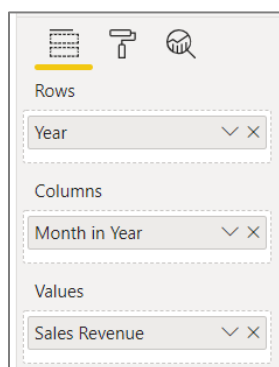 Rows
Year
Columns
Month in Year
Values
Sales Revenue